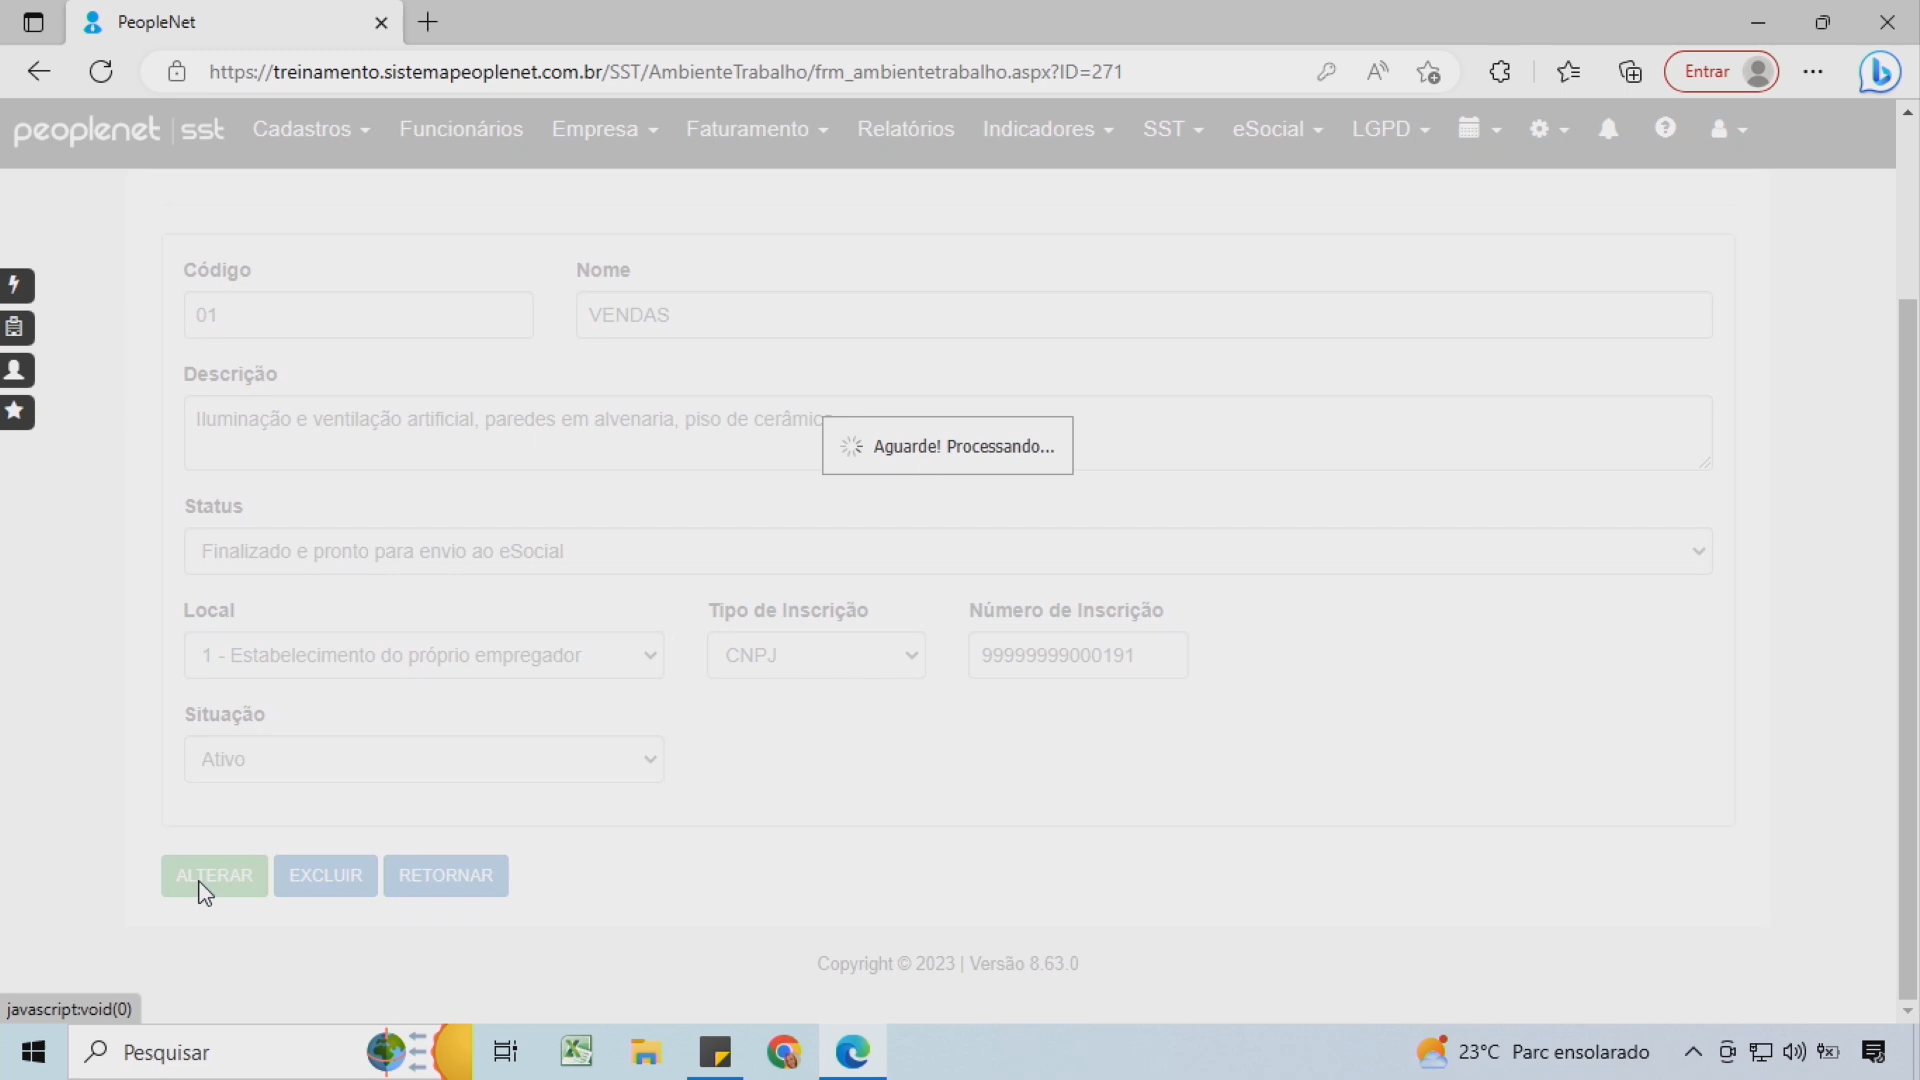 PeopleNet
https://treinamento.sistemapeoplenet.com.br/SST/AmbienteTrabalho/frm_ambientetrabalho.aspx?ID=271
Entrar
peoplenet | sst Cadastros Funcionários Empresa Faturamento Relatórios Indicadores SST eSocial LGPD
Código Nome
01 VENDAS
Descrição
Iluminação e ventilação artificial, paredes em alvenaria, piso de cerâmica
Aguarde! Processando...
Status
Finalizado e pronto para envio ao eSocial
Local Tipo de Inscrição Número de Inscrição
1 - Estabelecimento do próprio empregador CNPJ 99999999000191
Situação
Ativo
ALTERAR EXCLUIR RETORNAR
Copyright © 2023 | Versão 8.63.0
javascript:void(0)
Pesquisar
23°C Parc ensolarado